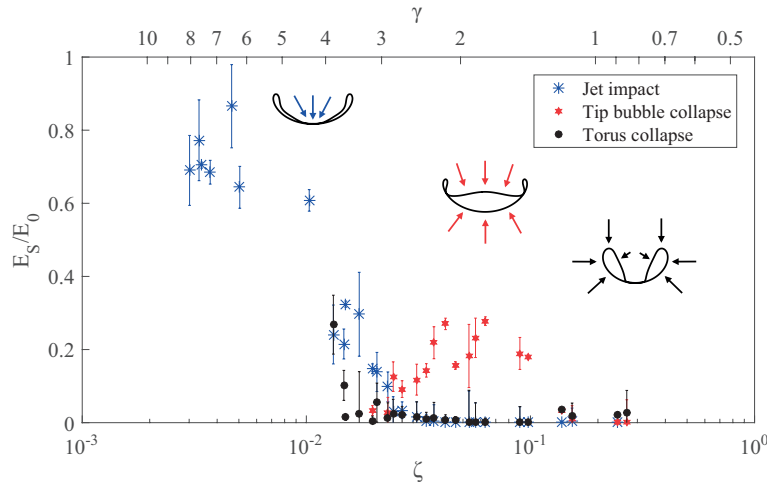 γ
10 8 7 6 5 4 3 2 1 0.7 0.5
1
0.8
0.6
0.4
0.2
0
E_S/E_0
Jet impact
Tip bubble collapse
Torus collapse
10^-3 10^-2 10^-1 10^0
ζ